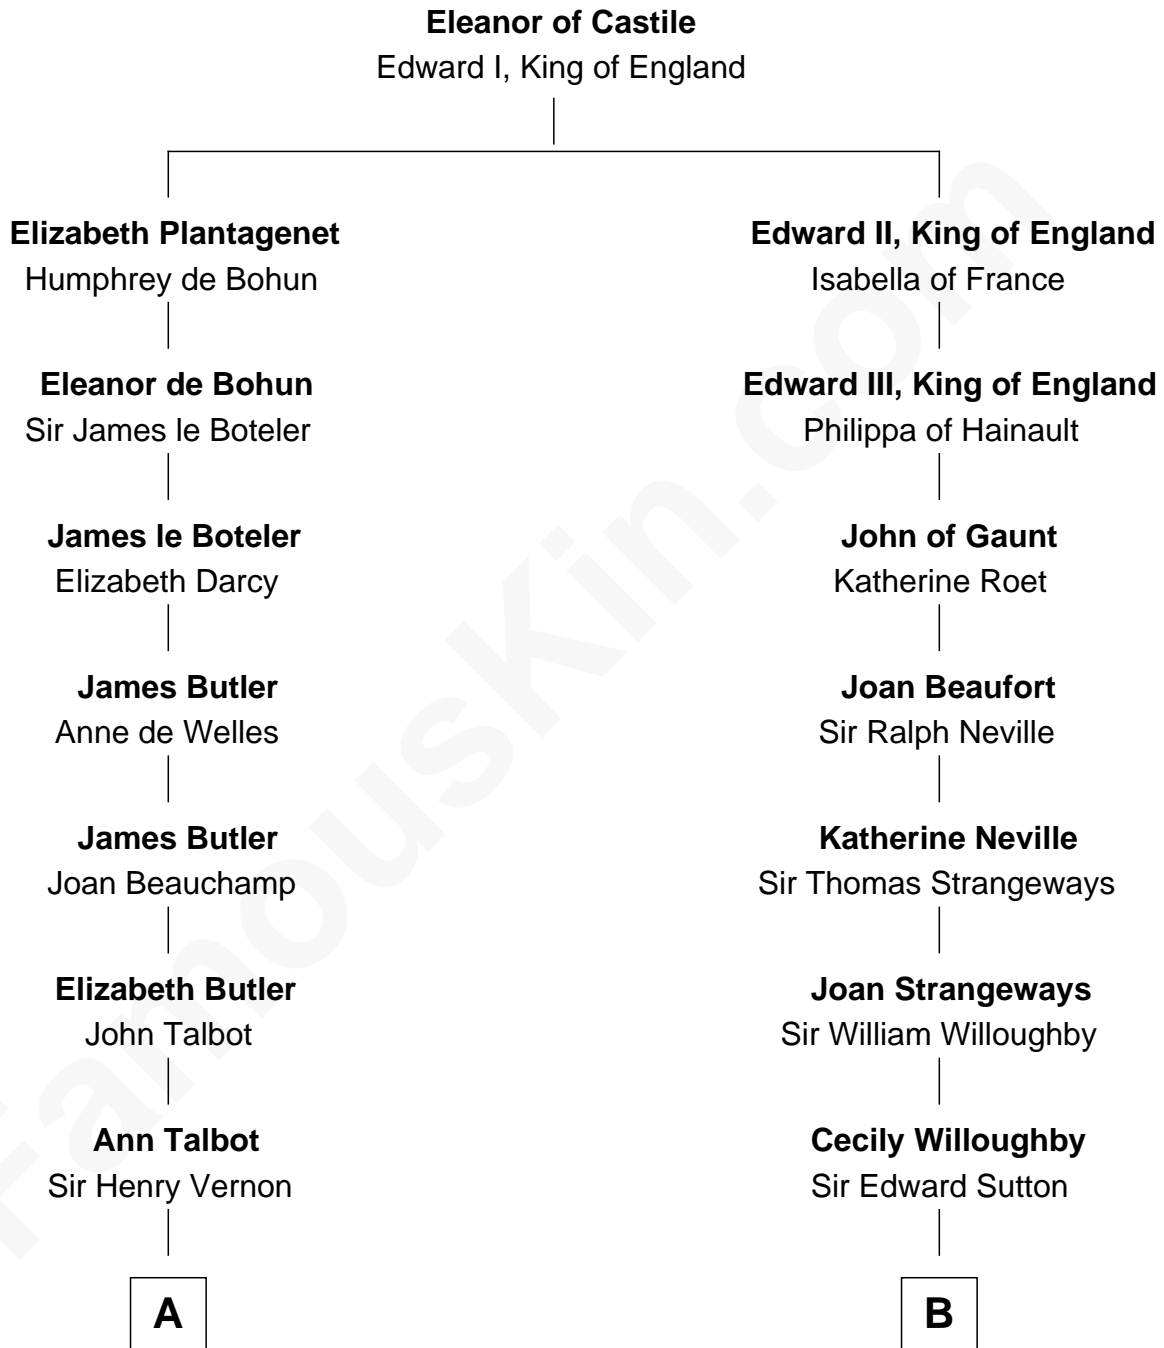 Eleanor of Castile
Edward I, King of England
Elizabeth Plantagenet
Humphrey de Bohun
Edward II, King of England
Isabella of France
Eleanor de Bohun
Sir James le Boteler
Edward III, King of England
Philippa of Hainault
James le Boteler
Elizabeth Darcy
John of Gaunt
Katherine Roet
James Butler
Anne de Welles
Joan Beaufort
Sir Ralph Neville
James Butler
Joan Beauchamp
Katherine Neville
Sir Thomas Strangeways
Elizabeth Butler
John Talbot
Joan Strangeways
Sir William Willoughby
Ann Talbot
Sir Henry Vernon
Cecily Willoughby
Sir Edward Sutton
A
B
FamousKin.com